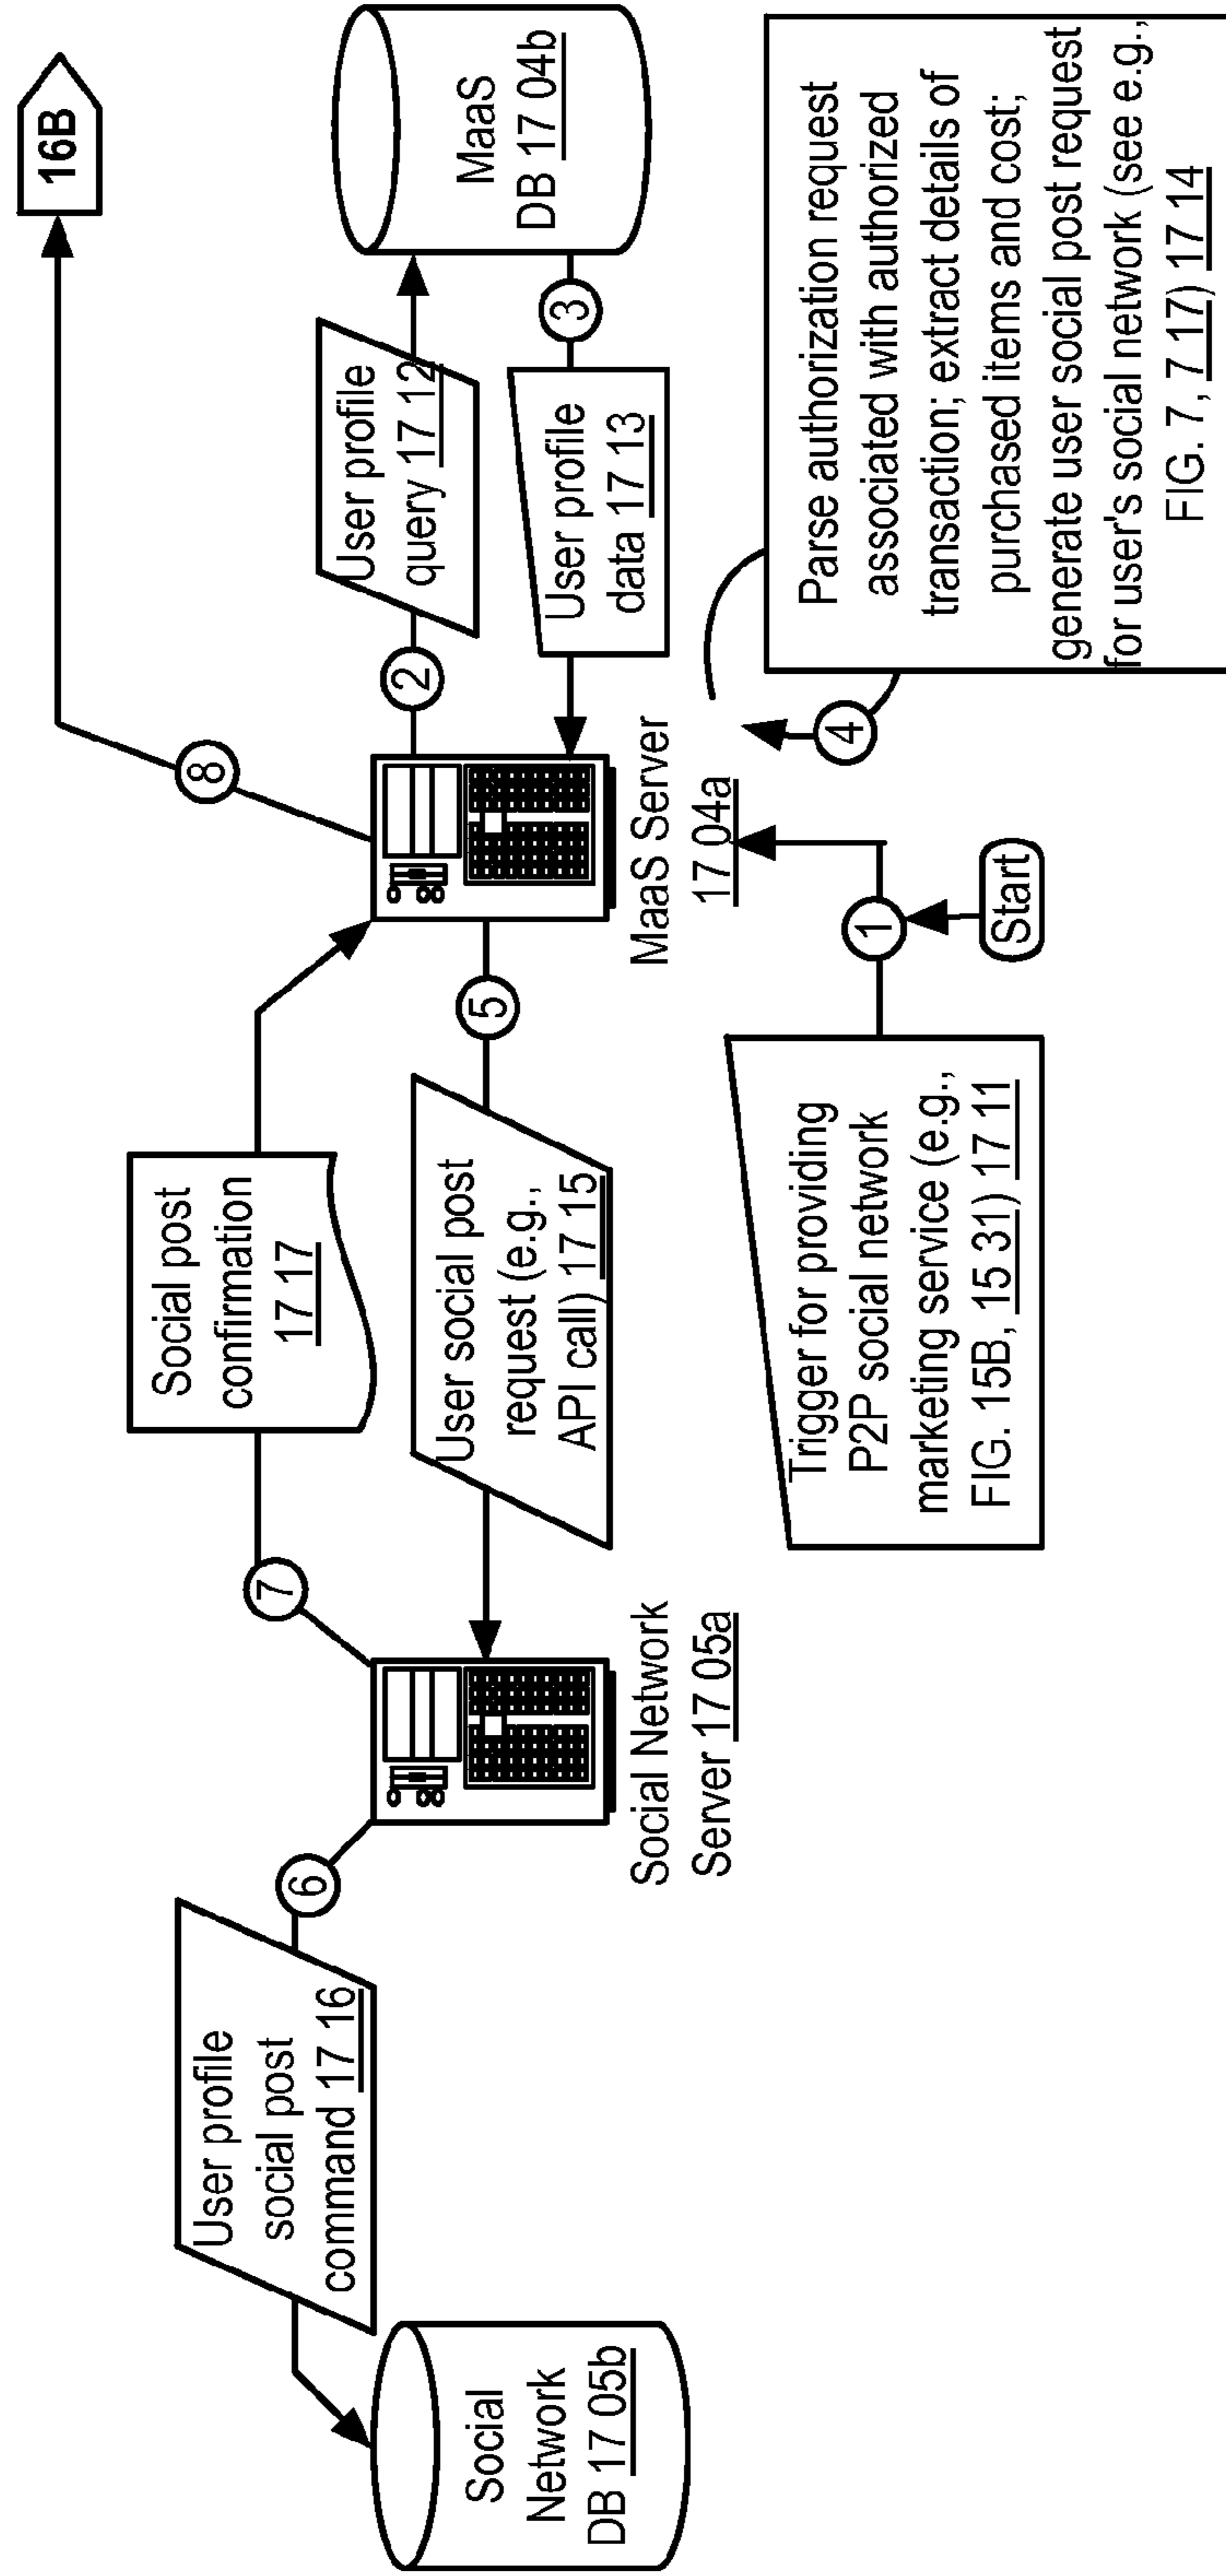 16B
8
User profile
query 17 12
2
MaaS
DB 17 04b
3
User profile
data 17 13
MaaS Server
17 04a
4
Parse authorization request
associated with authorized
transaction; extract details of
purchased items and cost;
generate user social post request
for user's social network (see e.g.,
FIG. 7, 7 17) 17 14
Social post
confirmation
17 17
7
5
User social post
request (e.g.,
API call) 17 15
1
Start
Trigger for providing
P2P social network
marketing service (e.g.,
FIG. 15B, 15 31) 17 11
Social Network
Server 17 05a
6
User profile
social post
command 17 16
Social
Network
DB 17 05b